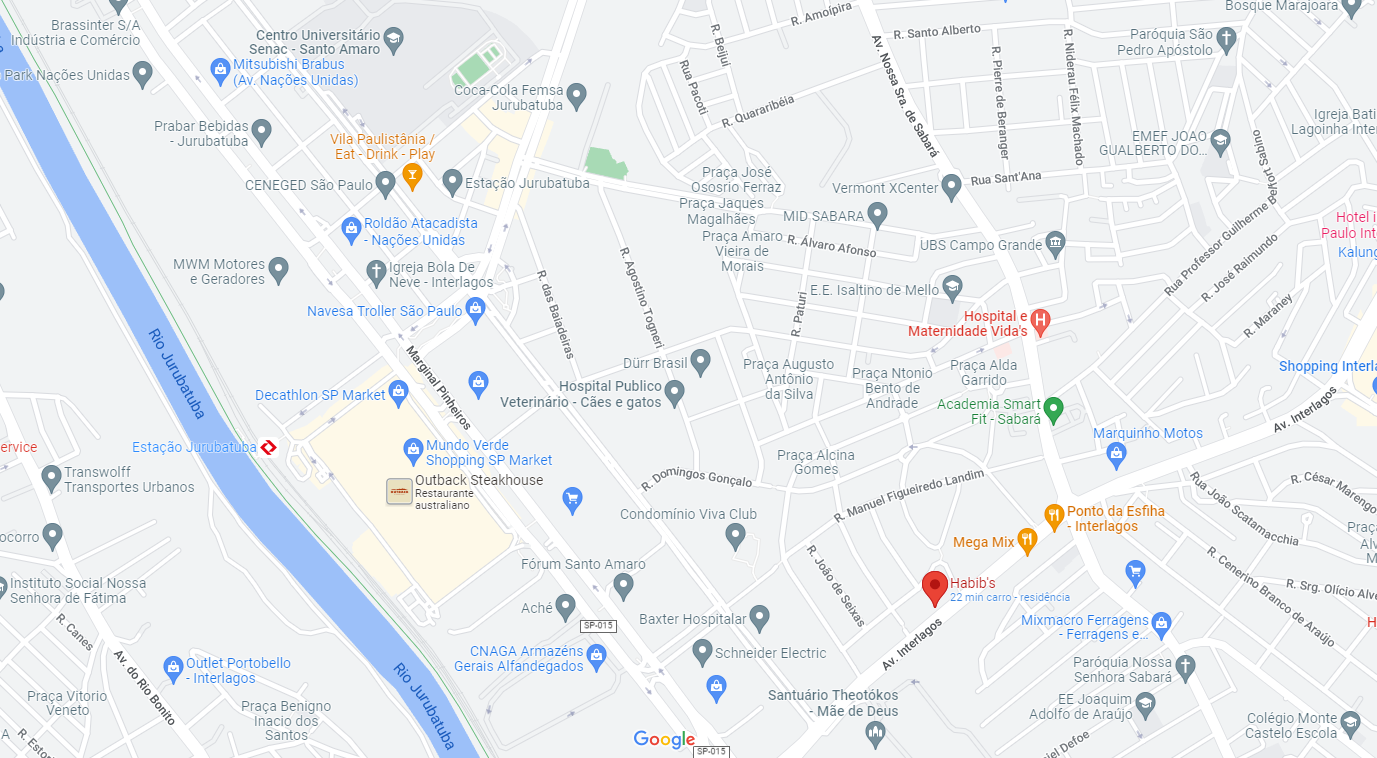 R. Amoípira
Bosque Marajoara
Brassinter S/A
Indústria e Comércio
Centro Universitário
Senac - Santo Amaro
R. Beijuí
Av. Nossa Sra. de Sabará
R. Santo Alberto
R. Pierre de Beranger
R. Niderau Félix Machado
Paróquia São
Pedro Apóstolo
Park Nações Unidas
Mitsubishi Brabus
(Av. Nações Unidas)
Rua Pacoti
Coca-Cola Femsa
Jurubatuba
R. Quararibéia
Igreja Bati
Lagoinha Inter
Prabar Bebidas
- Jurubatuba
Vila Paulistânia /
Eat - Drink - Play
EMEF JOAO
GUALBERTO DO...
CENEGED São Paulo
Estação Jurubatuba
Praça José
Ososrio Ferraz
Praça Jaques
Magalhães
Praça Amaro
Vieira de
Morais
Vermont XCenter
Rua Sant'Ana
MID SABARA
R. Álvaro Afonso
UBS Campo Grande
Rua Professor Guilherme B
Hotel i
Paulo Int
Kalung
Roldão Atacadista
- Nações Unidas
MWM Motores
e Geradores
Igreja Bola De
Neve - Interlagos
R. das Baiadeiras
R. Agostino Togneri
R. José Raimundo
R. Maraney
E.E. Isaltino de Mello
R. Paturi
Navesa Troller São Paulo
Hospital e
Maternidade Vida's
Rio Jurubatuba
Marginal Pinheiros
Dürr Brasil
Praça Augusto
Antônio
da Silva
Praça Ntonio
Bento de
Andrade
Praça Alda
Garrido
Shopping Interla
Decathlon SP Market
Hospital Publico
Veterinário - Cães e gatos
Academia Smart
Fit - Sabará
Av. Interlagos
Marquinho Motos
ervice
Estação Jurubatuba
Mundo Verde
Shopping SP Market
Praça Alcina
Gomes
Transwolff
Transportes Urbanos
Outback Steakhouse
Restaurante
australiano
R. Domingos Gonçalo
R. Manuel Figueiredo Landim
Rua João Scatamacchia
R. César Marengo
Condomínio Viva Club
Ponto da Esfiha
- Interlagos
Praça
Al
M
ocorro
Mega Mix
R. João de Seixas
R. Cenerino Branco de Araújo
Fórum Santo Amaro
Instituto Social Nossa
Senhora de Fátima
Habib's
22 min carro - residência
R. Srg. Olício Alve
Aché
SP-015
Baxter Hospitalar
Mixmacro Ferragens
- Ferragens e...
H
R. Canes
Av. do Rio Bonito
Av. Interlagos
CNAGA Armazéns
Gerais Alfandegados
Schneider Electric
Outlet Portobello
- Interlagos
Rio Jurubatuba
Paróquia Nossa
Senhora Sabará
Praça Vitorio
Veneto
Praça Benigno
Inacio dos
Santos
Santuário Theotókos
- Mãe de Deus
EE Joaquim
Adolfo de Araújo
Colégio Monte
Castelo Escola
A
R. Estor
Google
SP-015
iel Defoe